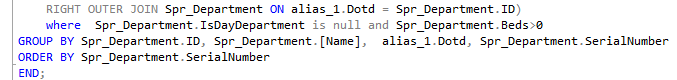 RIGHT OUTER JOIN Spr_Department ON alias_1.Dotd = Spr_Department.ID)
where  Spr_Department.IsDayDepartment is null and Spr_Department.Beds>0
GROUP BY Spr_Department.ID, Spr_Department.[Name],  alias_1.Dotd, Spr_Department.SerialNumber
ORDER BY Spr_Department.SerialNumber
END;